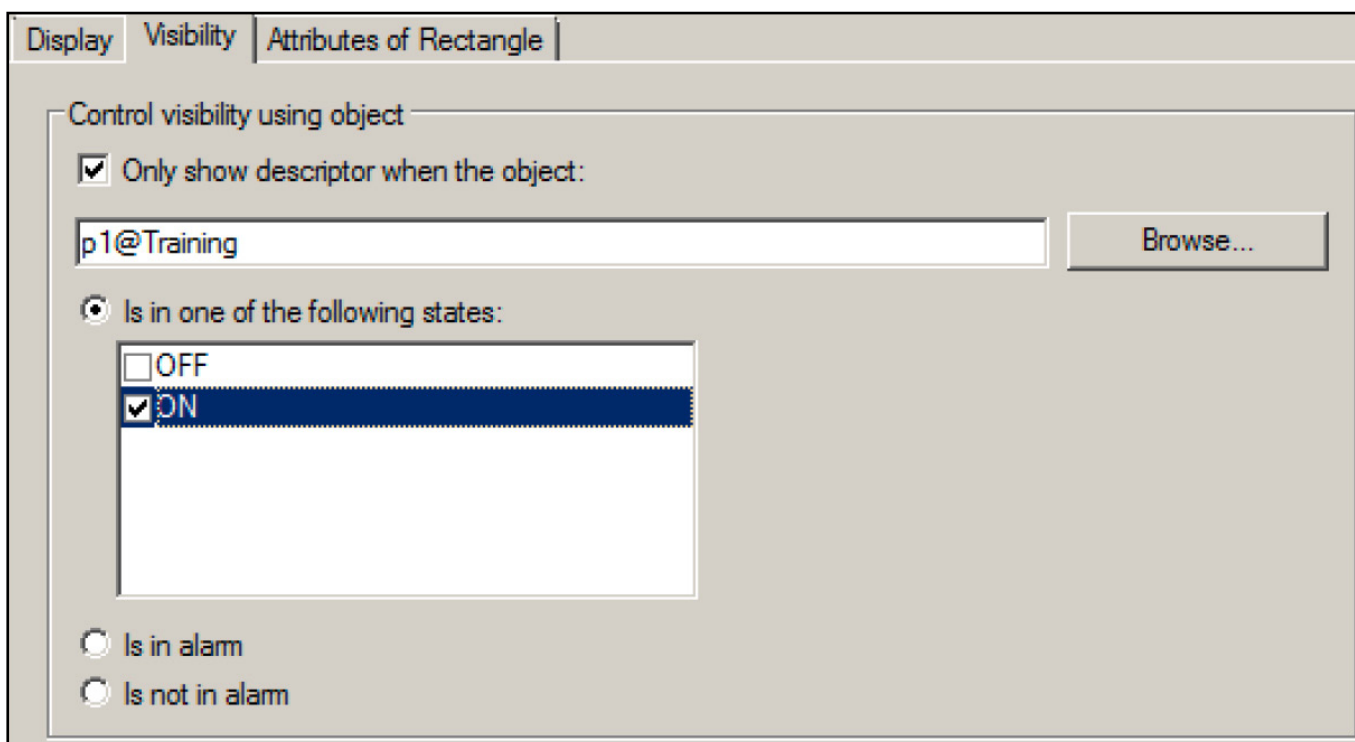 Display Visibility Attributes of Rectangle
Control visibility using object
Only show descriptor when the object:
p1@Training Browse...
Is in one of the following states:
OFF
ON
Is in alarm
Is not in alarm